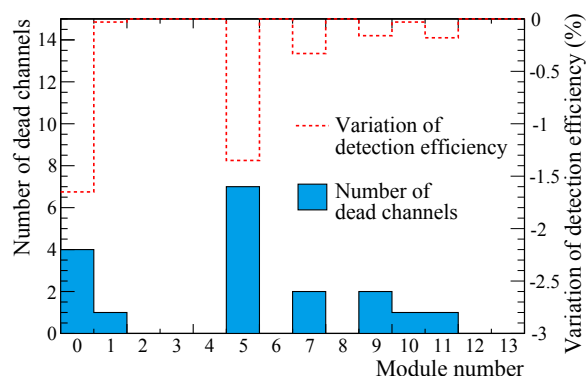 Number of dead channels
14
12
10
8
6
4
2
0
0
-0.5
-1
-1.5
-2
-2.5
-3
Variation of detection efficiency (%)
Variation of
detection efficiency
Number of
dead channels
0 1 2 3 4 5 6 7 8 9 10 11 12 13
Module number